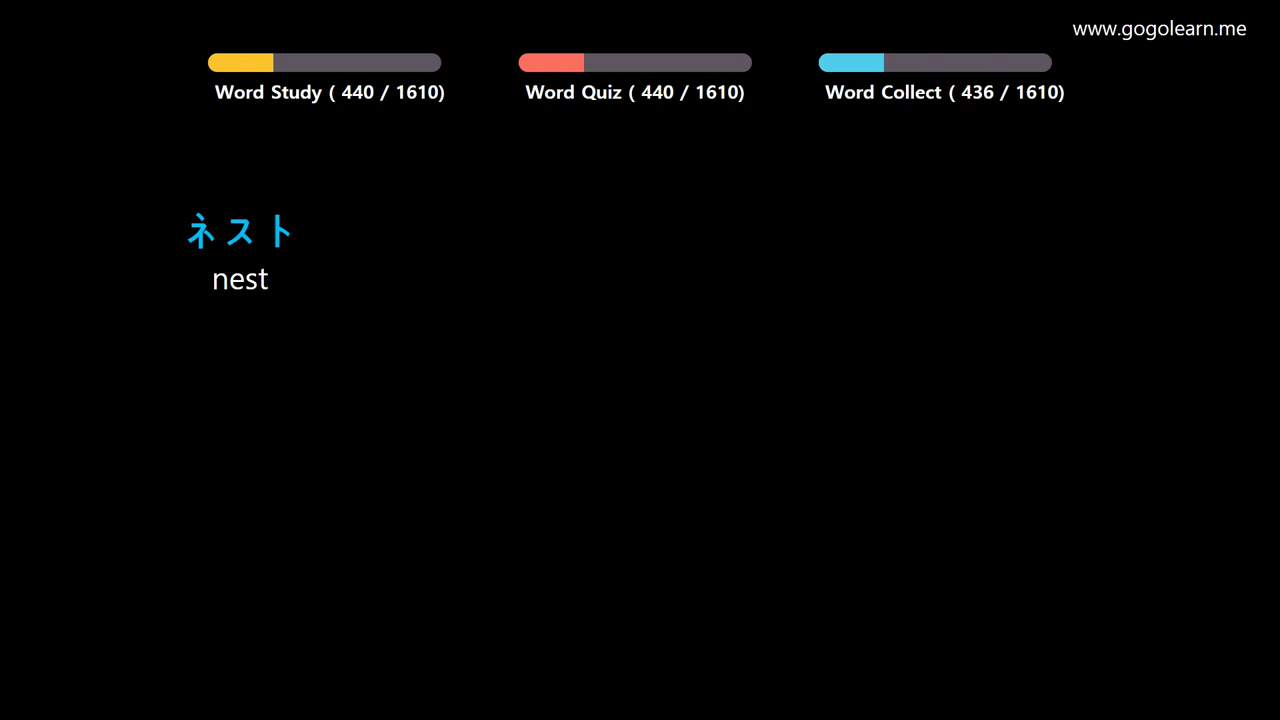 www.gogolearn.me
Word Study ( 440 / 1610)
Word Quiz ( 440 / 1610)
Word Collect ( 436 / 1610)
ネスト
nest